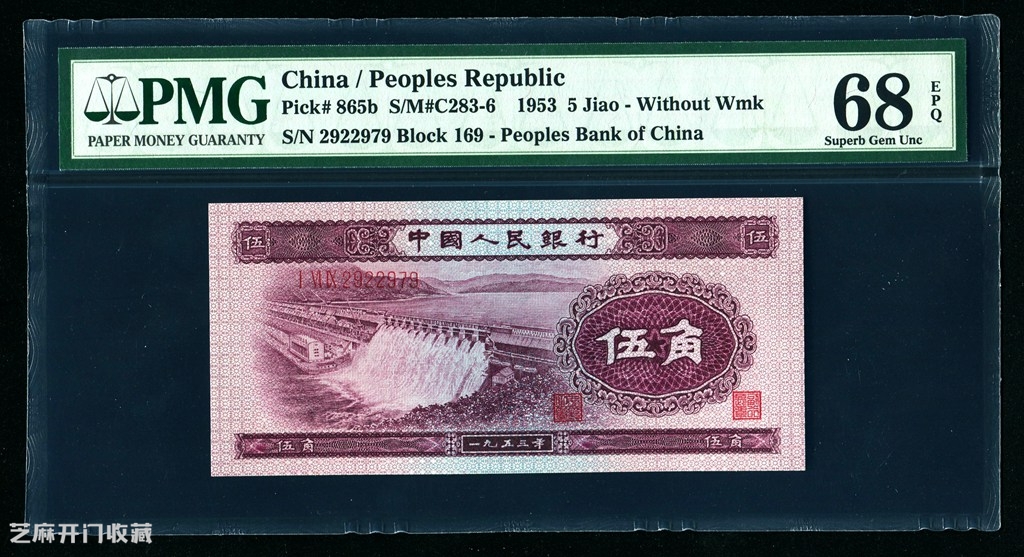 PMG
PAPER MONEY GUARANTY
China / Peoples Republic
Pick# 865b S/M#C283-6 1953 5 Jiao - Without Wmk
S/N 2922979 Block 169 - Peoples Bank of China
68
EPQ
Superb Gem Unc
伍 中國人民銀行 伍
I VI IX 2922979
伍角
伍角 一九五三年 伍角
芝麻开门收藏